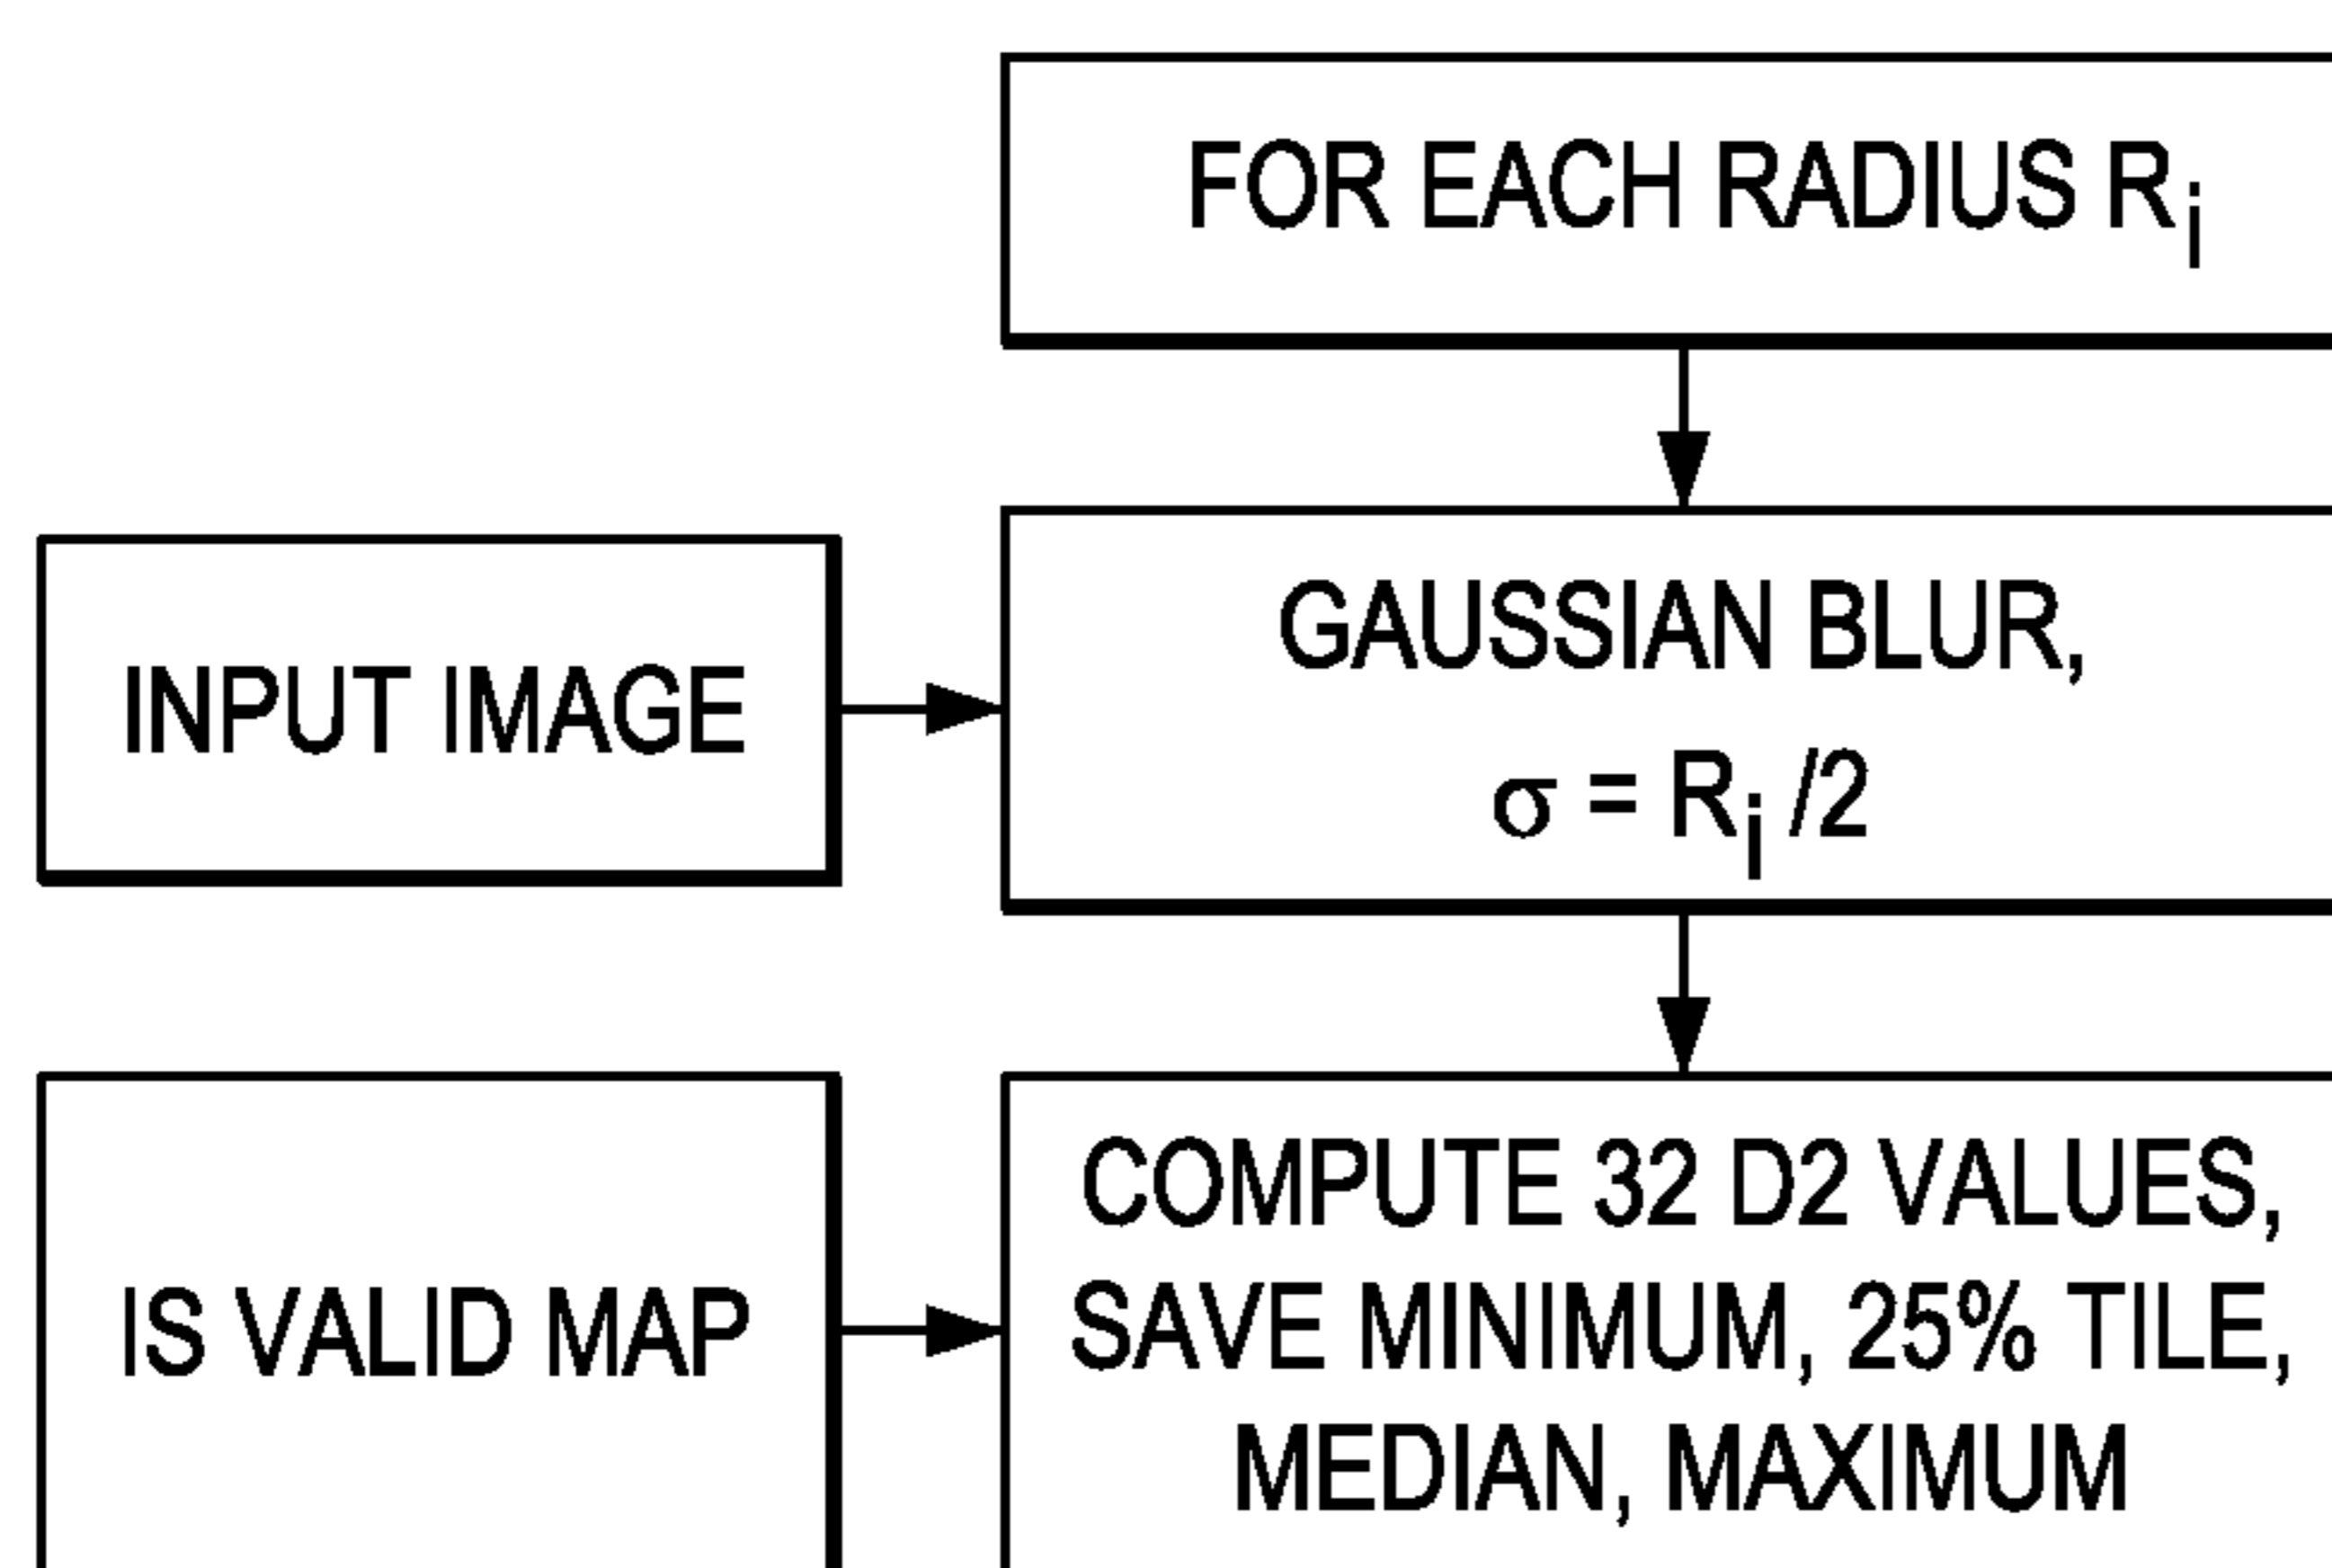 FOR EACH RADIUS Ri
GAUSSIAN BLUR,
σ = Ri /2
INPUT IMAGE
COMPUTE 32 D2 VALUES,
SAVE MINIMUM, 25% TILE,
MEDIAN, MAXIMUM
IS VALID MAP